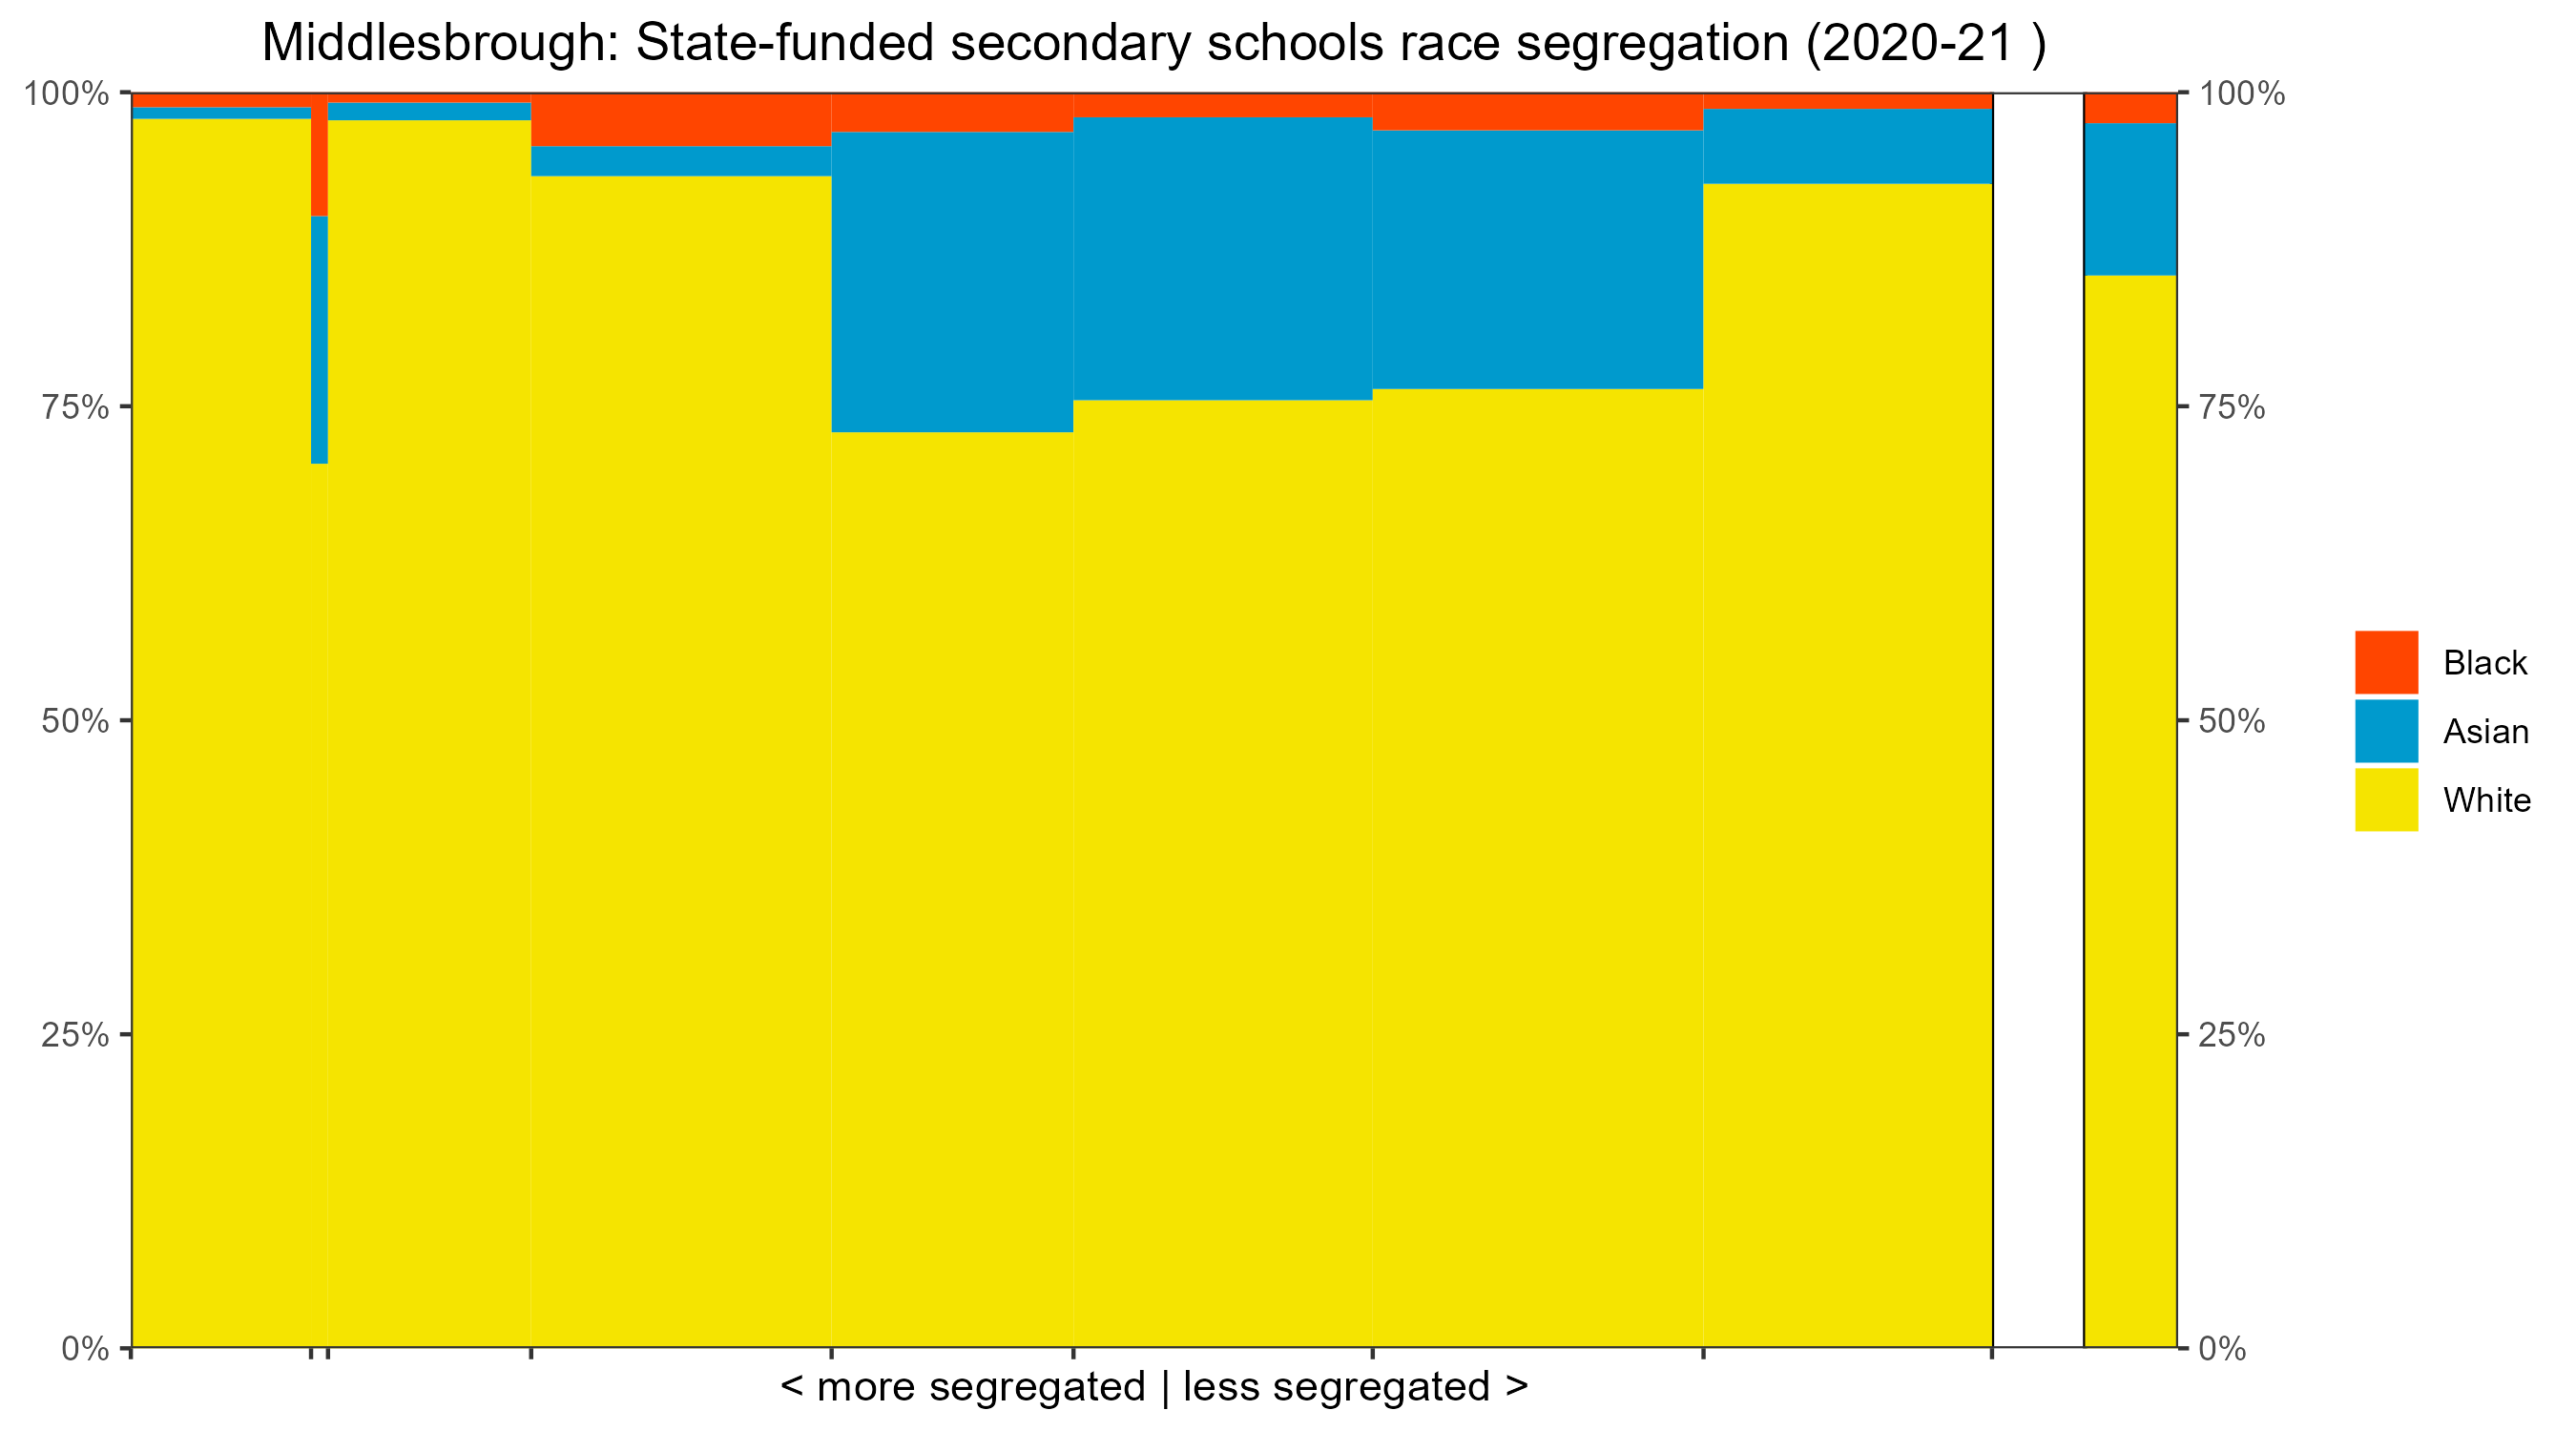 Middlesbrough: State-funded secondary schools race segregation (2020-21 )
100%
75%
50%
25%
0%
100%
75%
50%
25%
0%
Black
Asian
White
< more segregated | less segregated >